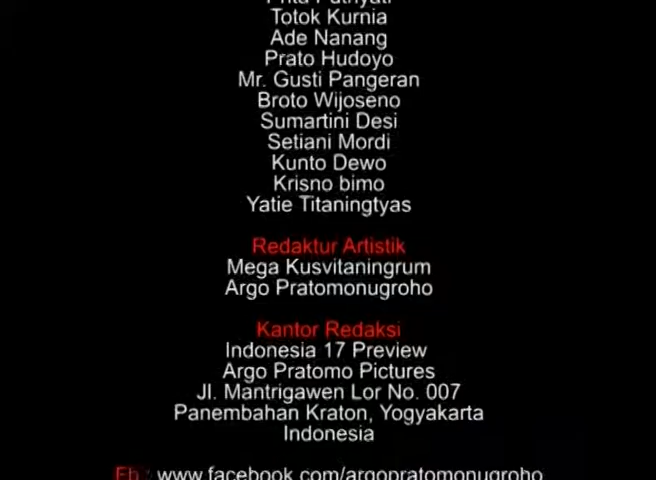 Totok Kurnia
Ade Nanang
Prato Hudoyo
Mr. Gusti Pangeran
Broto Wijoseno
Sumartini Desi
Setiani Mordi
Kunto Dewo
Krisno bimo
Yatie Titaningtyas
Redaktur Artistik
Mega Kusvitaningrum
Argo Pratomonugroho
Kantor Redaksi
Indonesia 17 Preview
Argo Pratomo Pictures
Jl. Mantrigawen Lor No. 007
Panembahan Kraton, Yogyakarta
Indonesia
Fb : www.facebook.com/argopratomonugroho